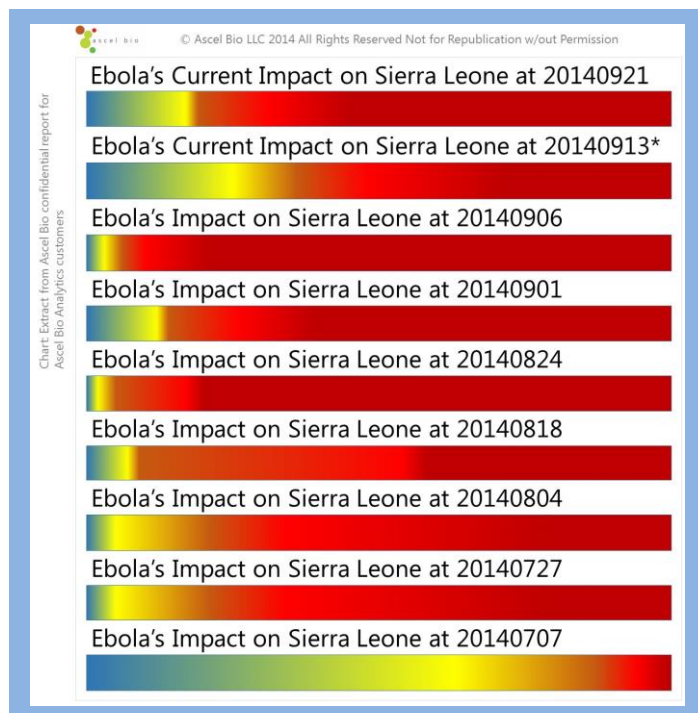 ascel bio
© Ascel Bio LLC 2014 All Rights Reserved Not for Republication w/out Permission
Chart: Extract from Ascel Bio confidential report for
Ascel Bio Analytics customers
Ebola's Current Impact on Sierra Leone at 20140921
Ebola's Current Impact on Sierra Leone at 20140913*
Ebola's Impact on Sierra Leone at 20140906
Ebola's Impact on Sierra Leone at 20140901
Ebola's Impact on Sierra Leone at 20140824
Ebola's Impact on Sierra Leone at 20140818
Ebola's Impact on Sierra Leone at 20140804
Ebola's Impact on Sierra Leone at 20140727
Ebola's Impact on Sierra Leone at 20140707